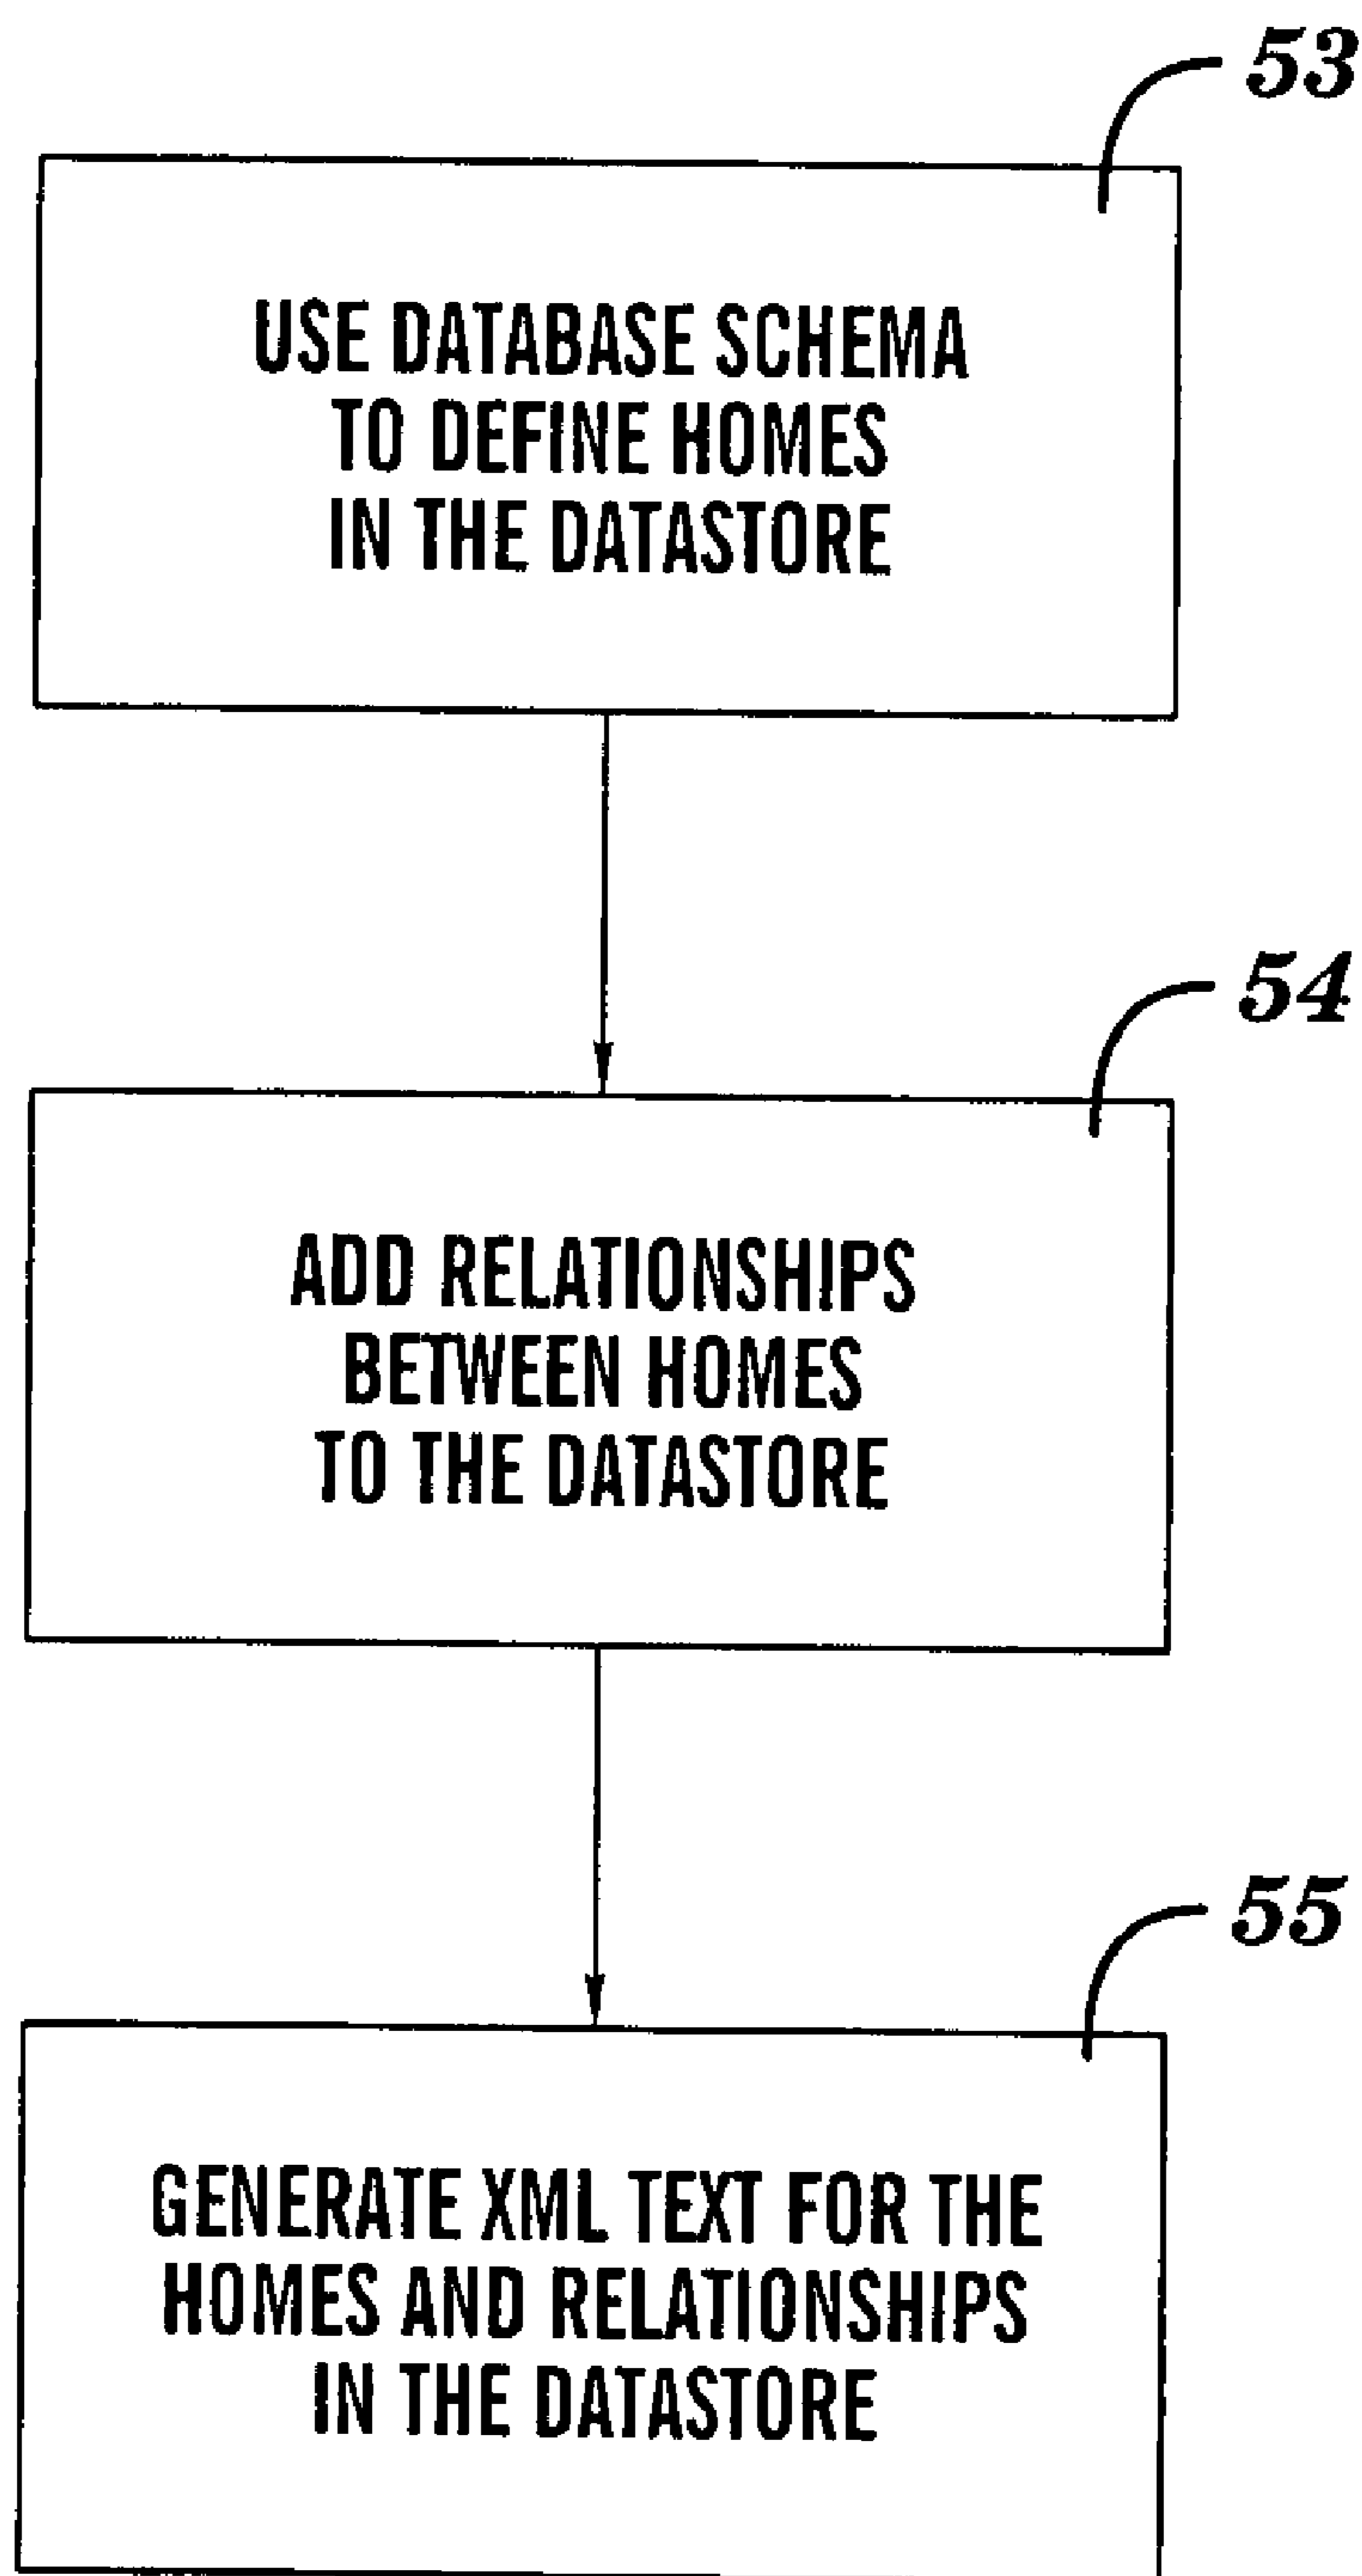 53
USE DATABASE SCHEMA
TO DEFINE HOMES
IN THE DATASTORE
54
ADD RELATIONSHIPS
BETWEEN HOMES
TO THE DATASTORE
55
GENERATE XML TEXT FOR THE
HOMES AND RELATIONSHIPS
IN THE DATASTORE